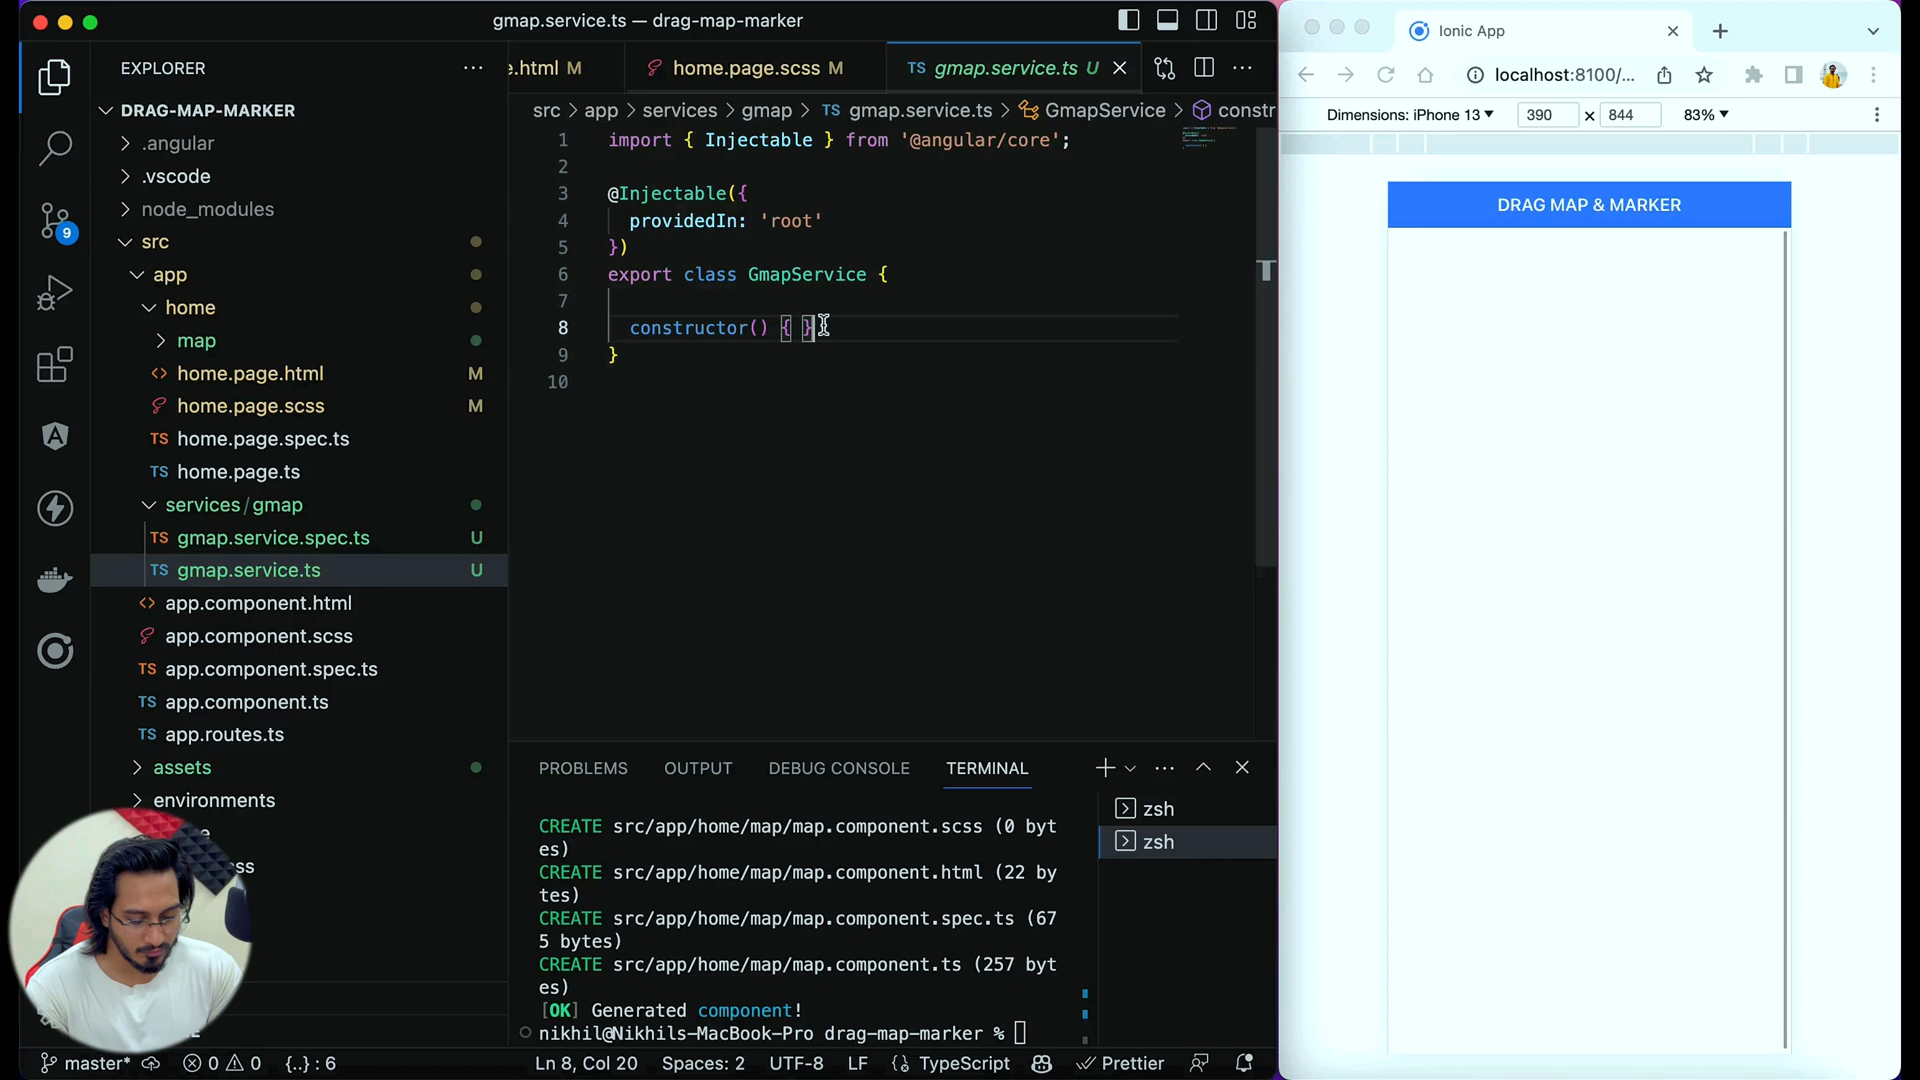 gmap.service.ts — drag-map-marker
EXPLORER
DRAG-MAP-MARKER
.angular
.vscode
node_modules
src
app
home
map
home.page.html M
home.page.scss M
home.page.spec.ts
home.page.ts
services / gmap
gmap.service.spec.ts U
gmap.service.ts U
app.component.html
app.component.scss
app.component.spec.ts
app.component.ts
app.routes.ts
assets
environments
9
.html M
home.page.scss M
TS gmap.service.ts U
src > app > services > gmap > TS gmap.service.ts > GmapService > constr
1 import { Injectable } from '@angular/core';
2
3 @Injectable({
4 providedIn: 'root'
5 })
6 export class GmapService {
7
8 constructor() { }
9 }
10
PROBLEMS OUTPUT DEBUG CONSOLE TERMINAL
CREATE src/app/home/map/map.component.scss (0 byt
es)
CREATE src/app/home/map/map.component.html (22 by
tes)
CREATE src/app/home/map/map.component.spec.ts (67
5 bytes)
CREATE src/app/home/map/map.component.ts (257 byt
es)
[OK] Generated component!
nikhil@Nikhils-MacBook-Pro drag-map-marker %
zsh
zsh
master* 0 0 {..} : 6 Ln 8, Col 20 Spaces: 2 UTF-8 LF TypeScript Prettier
Ionic App
localhost:8100/...
Dimensions: iPhone 13 390 × 844 83%
DRAG MAP & MARKER